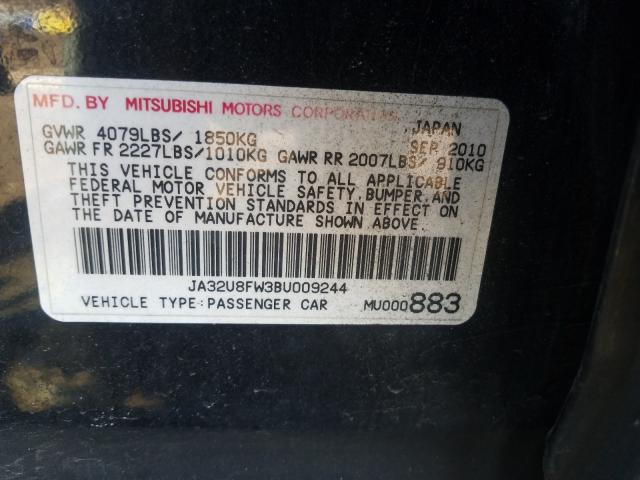 MFD. BY MITSUBISHI MOTORS CORPORATION JAPAN
GVWR 4079LBS/ 1850KG SEP 2010
GAWR FR 2227LBS/1010KG GAWR RR 2007LBS/ 910KG
THIS VEHICLE CONFORMS TO ALL APPLICABLE
FEDERAL MOTOR VEHICLE SAFETY, BUMPER, AND
THEFT PREVENTION STANDARDS IN EFFECT ON
THE DATE OF MANUFACTURE SHOWN ABOVE.
JA32U8FW3BU009244
VEHICLE TYPE:PASSENGER CAR MU000883